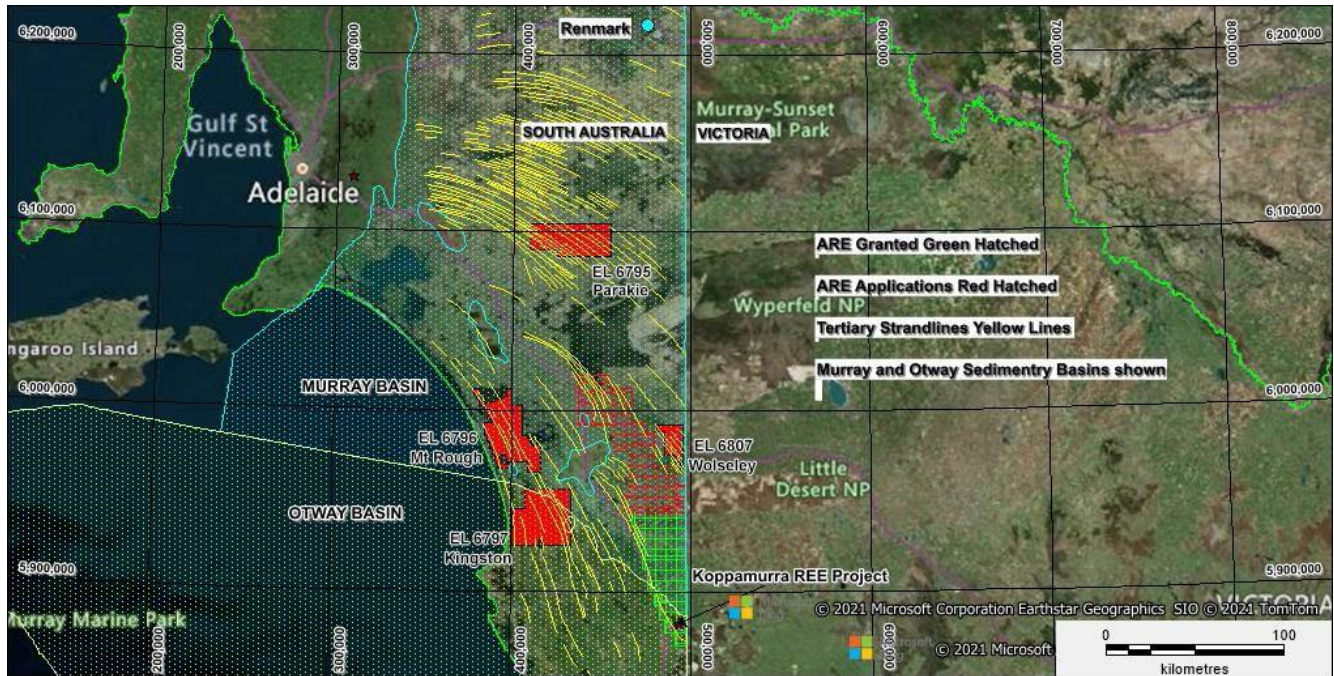 6,200,000
200,000
300,000
Renmark
400,000
500,000
600,000
700,000
800,000
6,200,000
Gulf St
Vincent
SOUTH AUSTRALIA
VICTORIA
Murray-Sunset
al Park
Adelaide
6,100,000
6,100,000
ARE Granted Green Hatched
EL 6795
Parakie
ARE Applications Red Hatched
Wyperfeld NP
Tertiary Strandlines Yellow Lines
ngaroo Island
Murray and Otway Sedimentry Basins shown
MURRAY BASIN
6,000,000
6,000,000
EL 6796
Mt Rough
EL 6807
Wolseley
Little
Desert NP
OTWAY BASIN
EL 6797
Kingston
5,900,000
5,900,000
Koppamurra REE Project
Murray Marine Park
© 2021 Microsoft Corporation Earthstar Geographics SIO © 2021 TomTom
VICTORIA
200,000
300,000
400,000
500,000
600,000
© 2021 Microsoft
0 100
kilometres